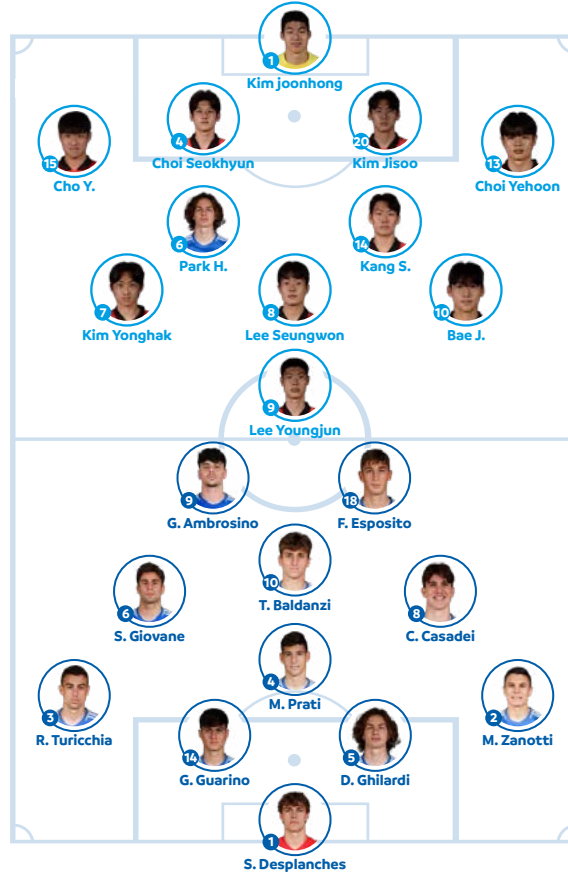 1
Kim joonhong
4
Choi Seokhyun
20
Kim Jisoo
15
Cho Y.
13
Choi Yehoon
6
Park H.
14
Kang S.
7
Kim Yonghak
8
Lee Seungwon
10
Bae J.
9
Lee Youngjun
9
G. Ambrosino
18
F. Esposito
10
T. Baldanzi
6
S. Giovane
8
C. Casadei
4
M. Prati
3
R. Turicchia
2
M. Zanotti
14
G. Guarino
5
D. Ghilardi
1
S. Desplanches